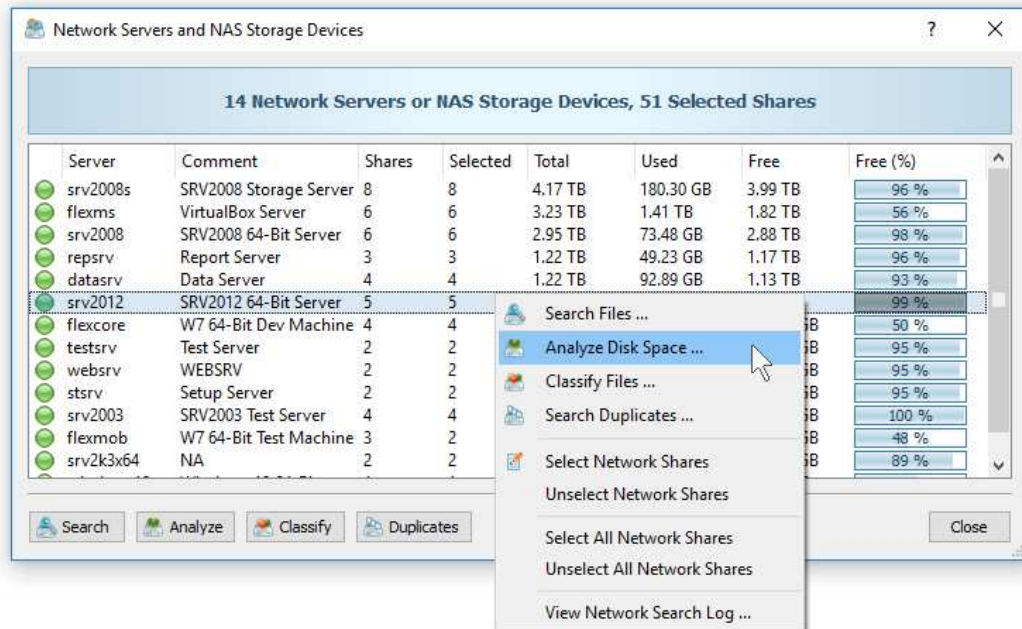 Network Servers and NAS Storage Devices ?
14 Network Servers or NAS Storage Devices, 51 Selected Shares
Server Comment Shares Selected Total Used Free Free (%)
srv2008s SRV2008 Storage Server 8 8 4.17 TB 180.30 GB 3.99 TB 96 %
flexms VirtualBox Server 6 6 3.23 TB 1.41 TB 1.82 TB 56 %
srv2008 SRV2008 64-Bit Server 6 6 2.95 TB 73.48 GB 2.88 TB 98 %
repsrv Report Server 3 3 1.22 TB 49.23 GB 1.17 TB 96 %
datasrv Data Server 4 4 1.22 TB 92.89 GB 1.13 TB 93 %
srv2012 SRV2012 64-Bit Server 5 5 99 %
flexcore W7 64-Bit Dev Machine 4 4 50 %
testsrv Test Server 2 2 95 %
websrv WEBSRV 2 2 95 %
stsrv Setup Server 2 2 95 %
srv2003 SRV2003 Test Server 4 4 100 %
flexmob W7 64-Bit Test Machine 3 2 48 %
srv2k3x64 NA 2 2 89 %
Search Files ...
Analyze Disk Space ...
Classify Files ...
Search Duplicates ...
Select Network Shares
Unselect Network Shares
Select All Network Shares
Unselect All Network Shares
View Network Search Log ...
Search Analyze Classify Duplicates Close